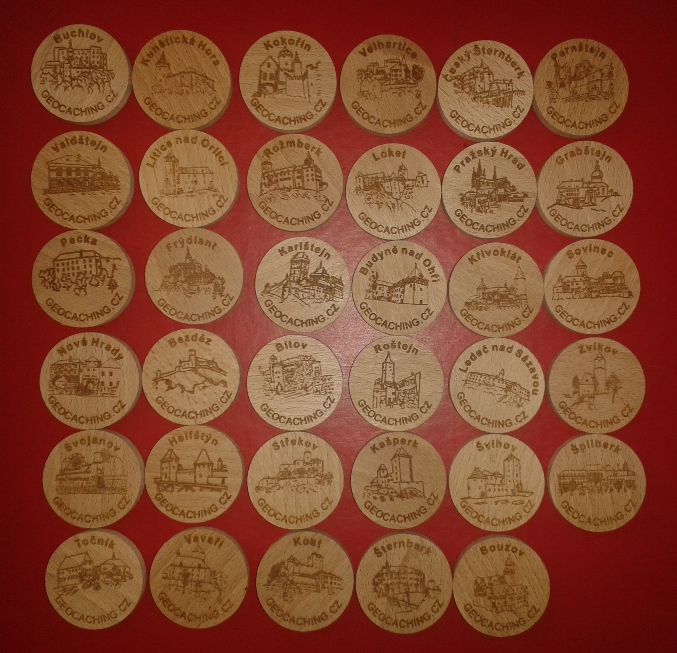 Buchlov
GEOCACHING.CZ
Kunětická Hora
GEOCACHING.CZ
Kokořín
GEOCACHING.CZ
Velhartice
GEOCACHING.CZ
Český Šternberk
GEOCACHING.CZ
Pernštejn
GEOCACHING.CZ
Valdštejn
GEOCACHING.CZ
Litice nad Orlicí
GEOCACHING.CZ
Rožmberk
GEOCACHING.CZ
Loket
GEOCACHING.CZ
Pražský Hrad
GEOCACHING.CZ
Grabštejn
GEOCACHING.CZ
Pecka
GEOCACHING.CZ
Frýdlant
GEOCACHING.CZ
Karlštejn
GEOCACHING.CZ
Budyně nad Ohří
GEOCACHING.CZ
Křivoklát
GEOCACHING.CZ
Sovinec
GEOCACHING.CZ
Nové Hrady
GEOCACHING.CZ
Bezděz
GEOCACHING.CZ
Bítov
GEOCACHING.CZ
Roštejn
GEOCACHING.CZ
Ledeč nad Sázavou
GEOCACHING.CZ
Zvíkov
GEOCACHING.CZ
Svojanov
GEOCACHING.CZ
Helfštýn
GEOCACHING.CZ
Střekov
GEOCACHING.CZ
Kašperk
GEOCACHING.CZ
Švihov
GEOCACHING.CZ
Špilberk
GEOCACHING.CZ
Točník
GEOCACHING.CZ
Veveří
GEOCACHING.CZ
Kost
GEOCACHING.CZ
Šternberk
GEOCACHING.CZ
Bouzov
GEOCACHING.CZ